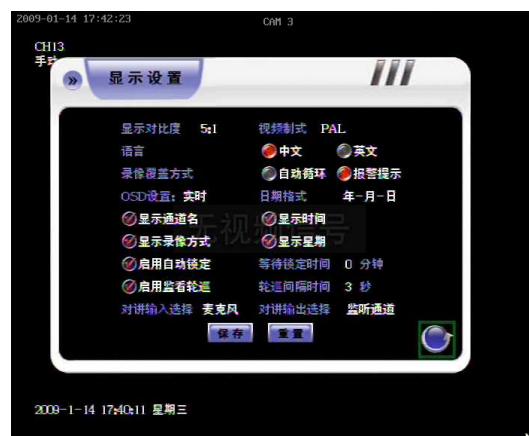 2009-01-14 17:42:23 CAM 3
CH13
手动
显示设置
显示对比度 5:1 视频制式 PAL
语言 中文 英文
录像覆盖方式 自动循环 报警提示
OSD设置: 实时 日期格式 年-月-日
显示通道名 显示时间
无视频信号
显示录像方式 显示星期
启用自动锁定 等待锁定时间 0 分钟
启用监看轮巡 轮巡间隔时间 3 秒
对讲输入选择 麦克风 对讲输出选择 监听通道
保存 重置
2009-1-14 17:40:11 星期三